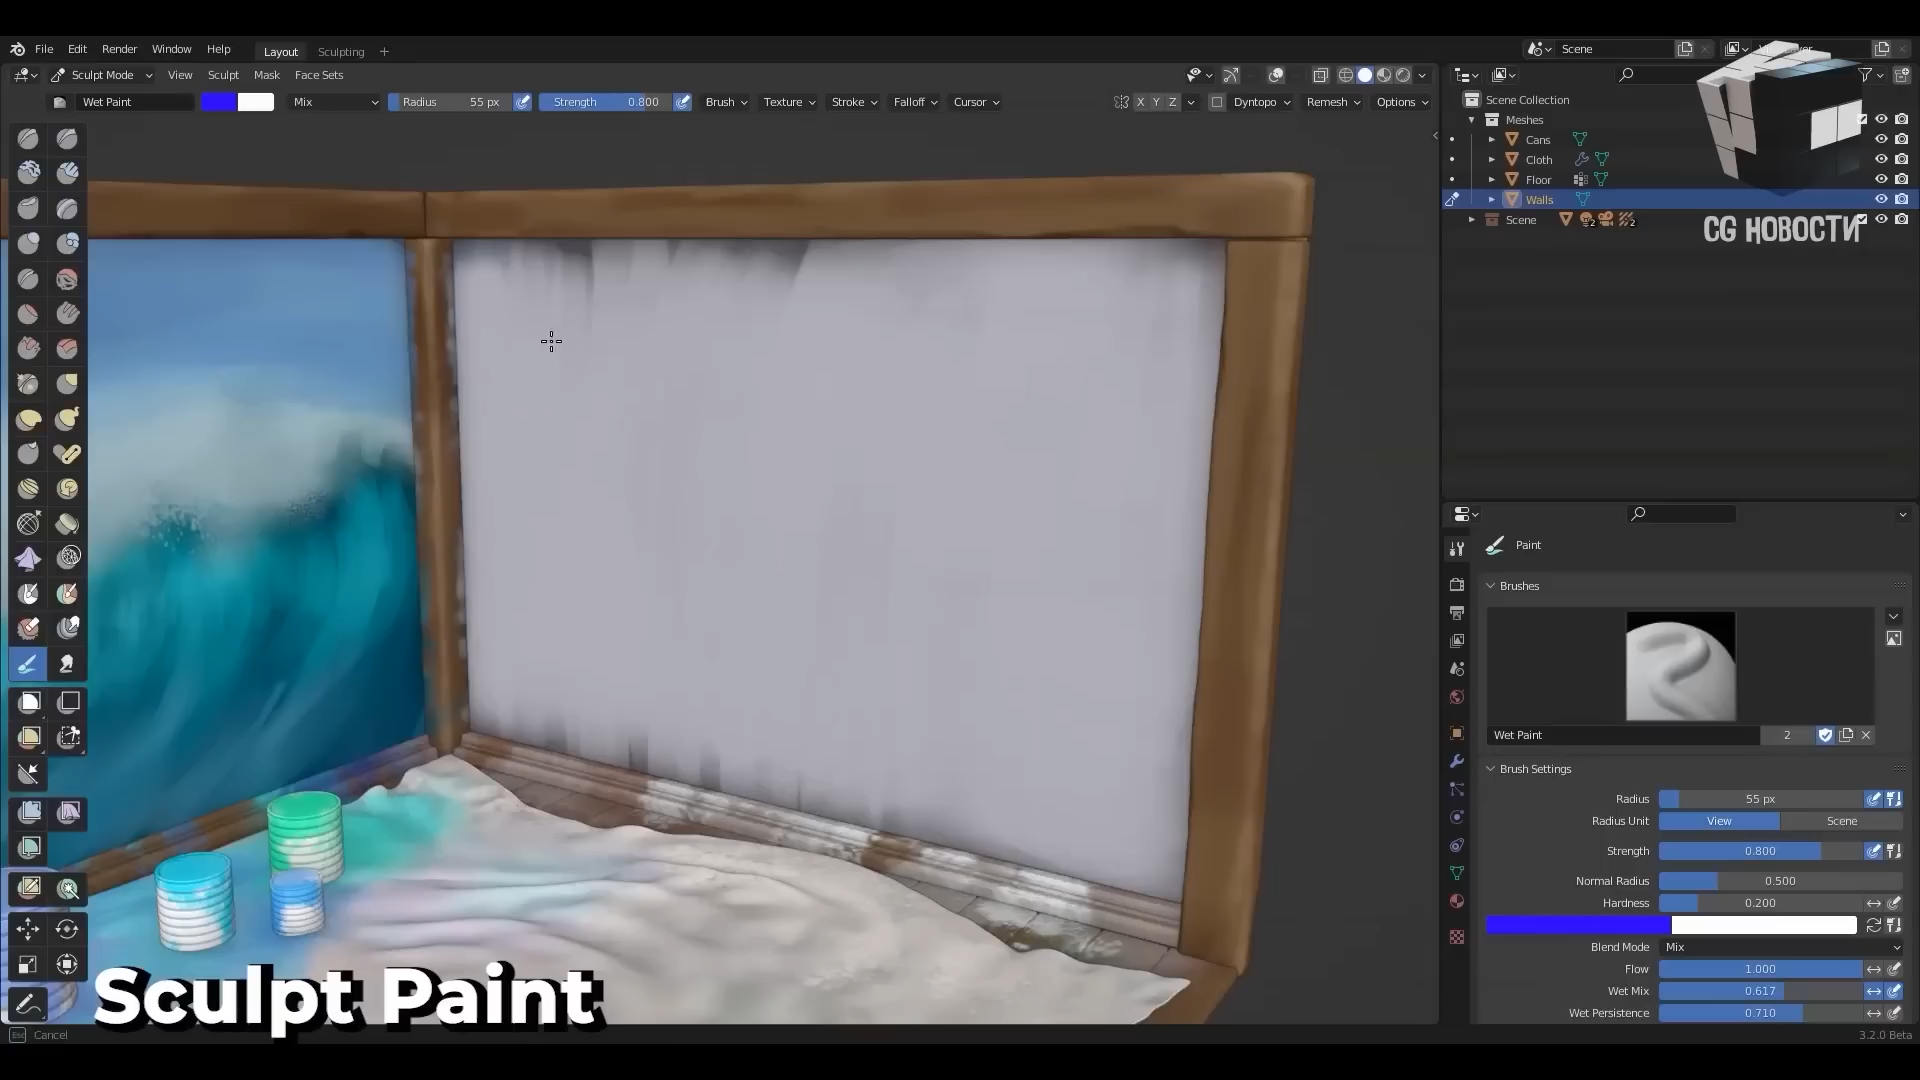 File Edit Render Window Help Layout Sculpting + Scene
Sculpt Mode View Sculpt Mask Face Sets
Wet Paint Mix Radius 55 px Strength 0.800 Brush Texture Stroke Falloff Cursor X Y Z Dyntopo Remesh Options
Scene Collection
Meshes
Cans
Cloth
Floor
Walls
Scene 2 2
CG НОВОСТИ
Paint
Brushes
Wet Paint 2
Brush Settings
Radius 55 px
Radius Unit View Scene
Strength 0.800
Normal Radius 0.500
Hardness 0.200
Blend Mode Mix
Flow 1.000
Wet Mix 0.617
Wet Persistence 0.710
Sculpt Paint
Esc Cancel 3.2.0 Beta